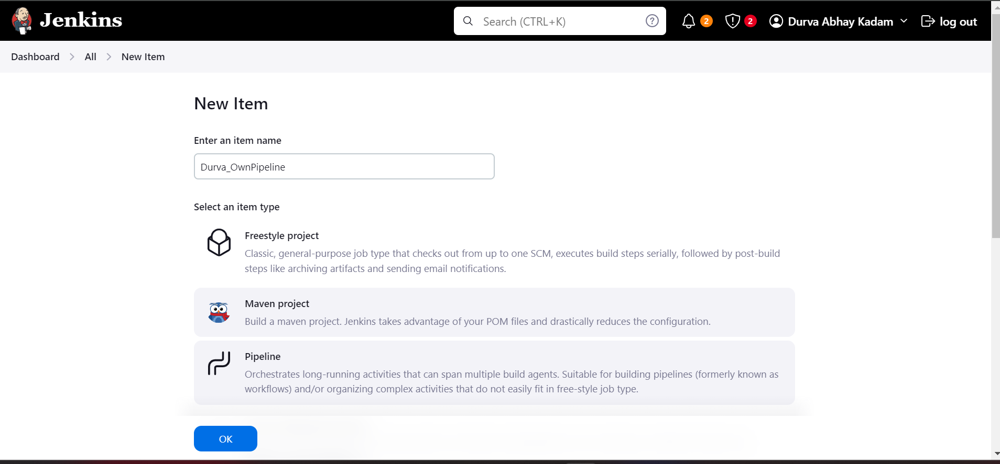 Jenkins
Search (CTRL+K)
?
2
2
Durva Abhay Kadam
log out
Dashboard
All
New Item
New Item
Enter an item name
Durva_OwnPipeline
Select an item type
Freestyle project
Classic, general-purpose job type that checks out from up to one SCM, executes build steps serially, followed by post-build
steps like archiving artifacts and sending email notifications.
Maven project
Build a maven project. Jenkins takes advantage of your POM files and drastically reduces the configuration.
Pipeline
Orchestrates long-running activities that can span multiple build agents. Suitable for building pipelines (formerly known as
workflows) and/or organizing complex activities that do not easily fit in free-style job type.
OK